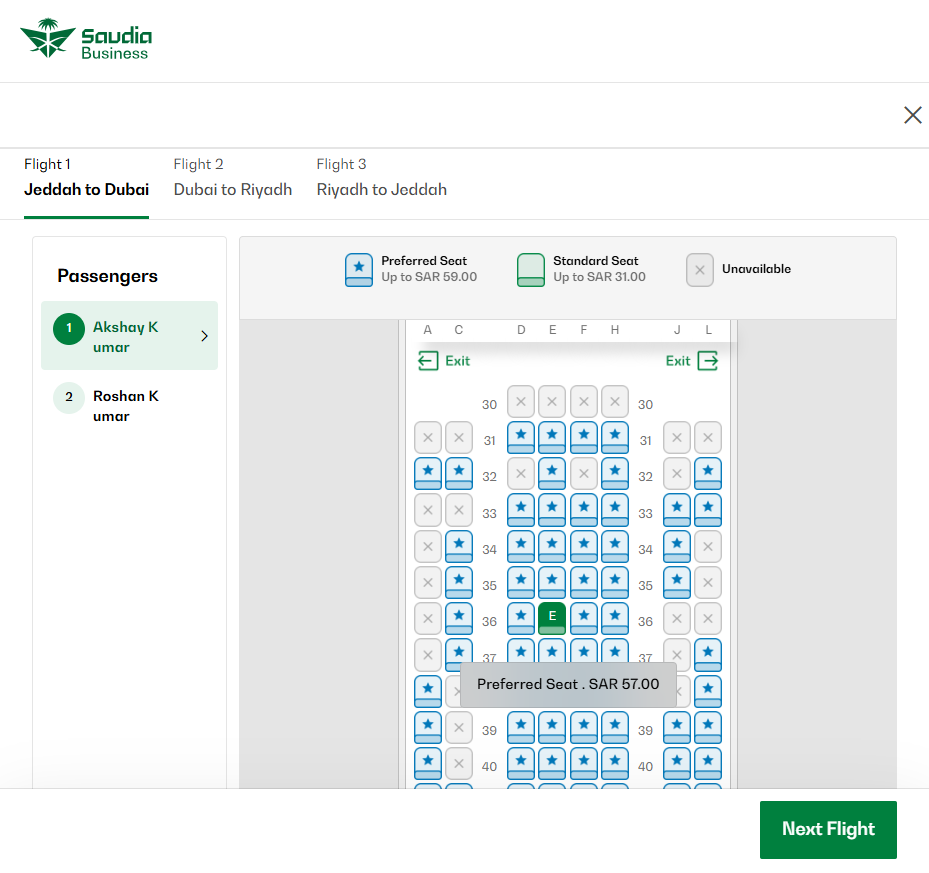 Saudia
Business
Flight 1
Jeddah to Dubai
Flight 2
Dubai to Riyadh
Flight 3
Riyadh to Jeddah
Passengers
1
Akshay K
umar
2
Roshan K
umar
Preferred Seat
Up to SAR 59.00
Standard Seat
Up to SAR 31.00
Unavailable
A C D E F H J L
Exit Exit
30 30
31 31
32 32
33 33
34 34
35 35
36 E 36
37 37
Preferred Seat . SAR 57.00
39 39
40 40
Next Flight